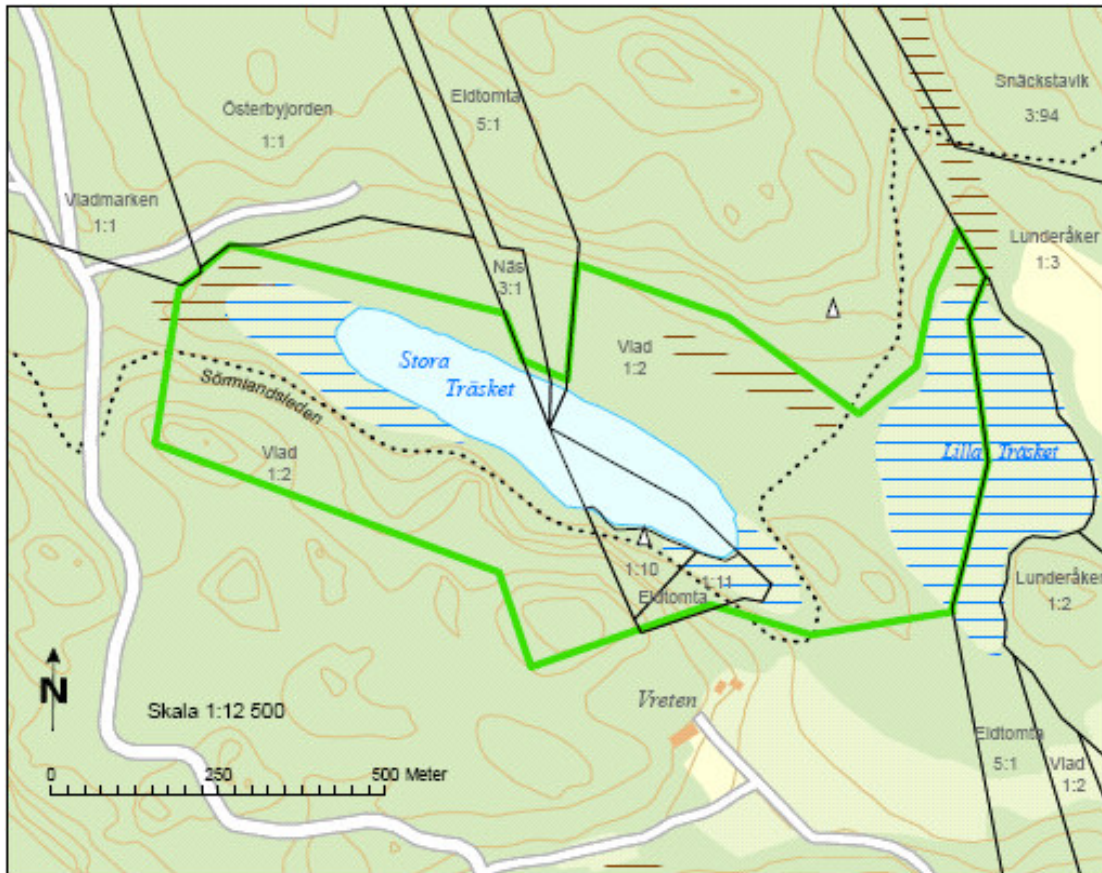 Snäckstavik
3:94
Österbyjorden
1:1
Eldtomta
5:1
Vladmarken
1:1
Lunderåker
1:3
Näs
3:1
Vlad
1:2
Stora
Träsket
Sörmlandsleden
Vlad
1:2
Lilla Träsket
1:10
1:11
Eldtomta
Lunderåker
1:2
N
Skala 1:12 500
Vreten
Eldtomta
5:1
Vlad
1:2
0 250 500 Meter